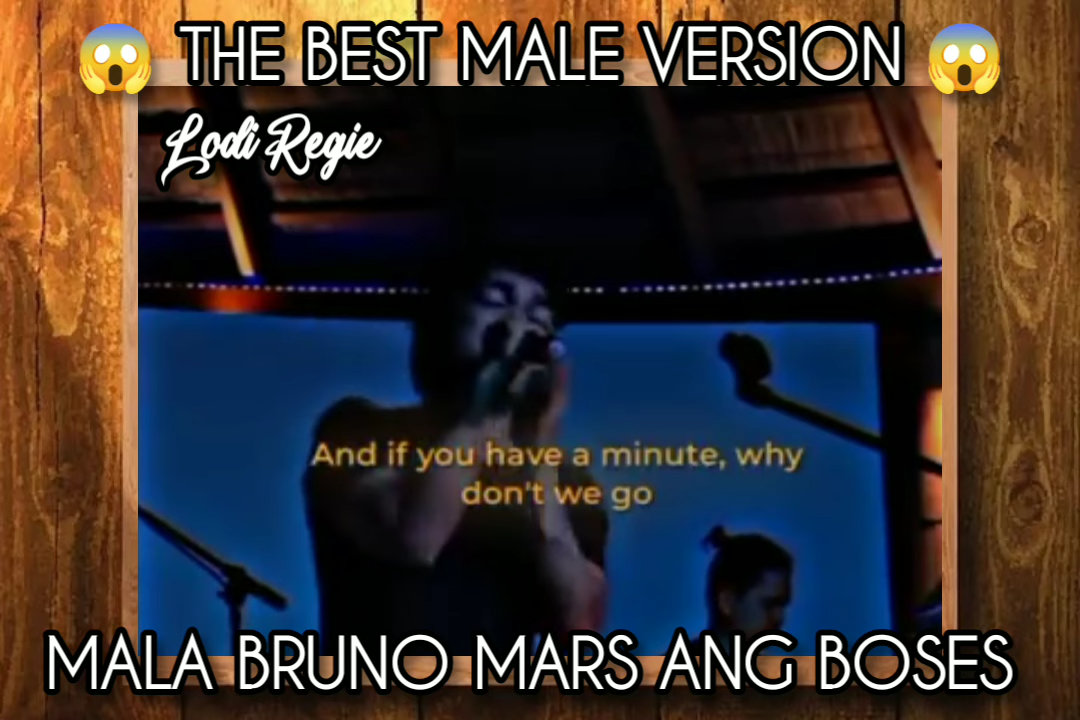 😱 THE BEST MALE VERSION 😱
Lodi Regie
And if you have a minute, why
don't we go
MALA BRUNO MARS ANG BOSES